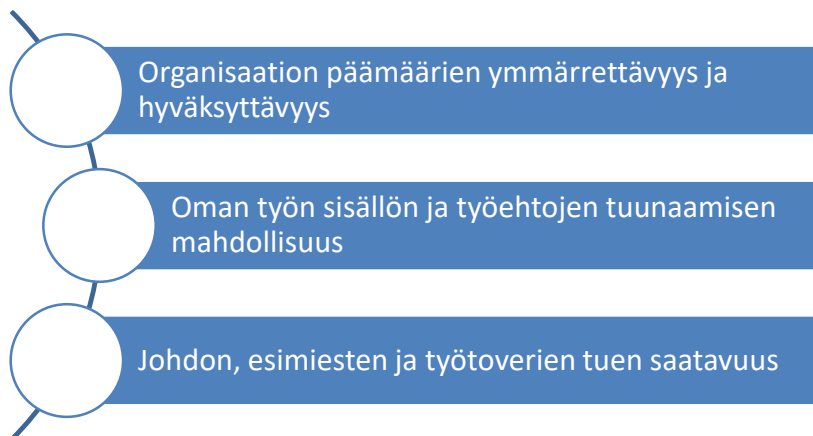 Organisaation päämäärien ymmärrettävyys ja
hyväksyttävyys
Oman työn sisällön ja työehtojen tuunaamisen
mahdollisuus
Johdon, esimiesten ja työtoverien tuen saatavuus